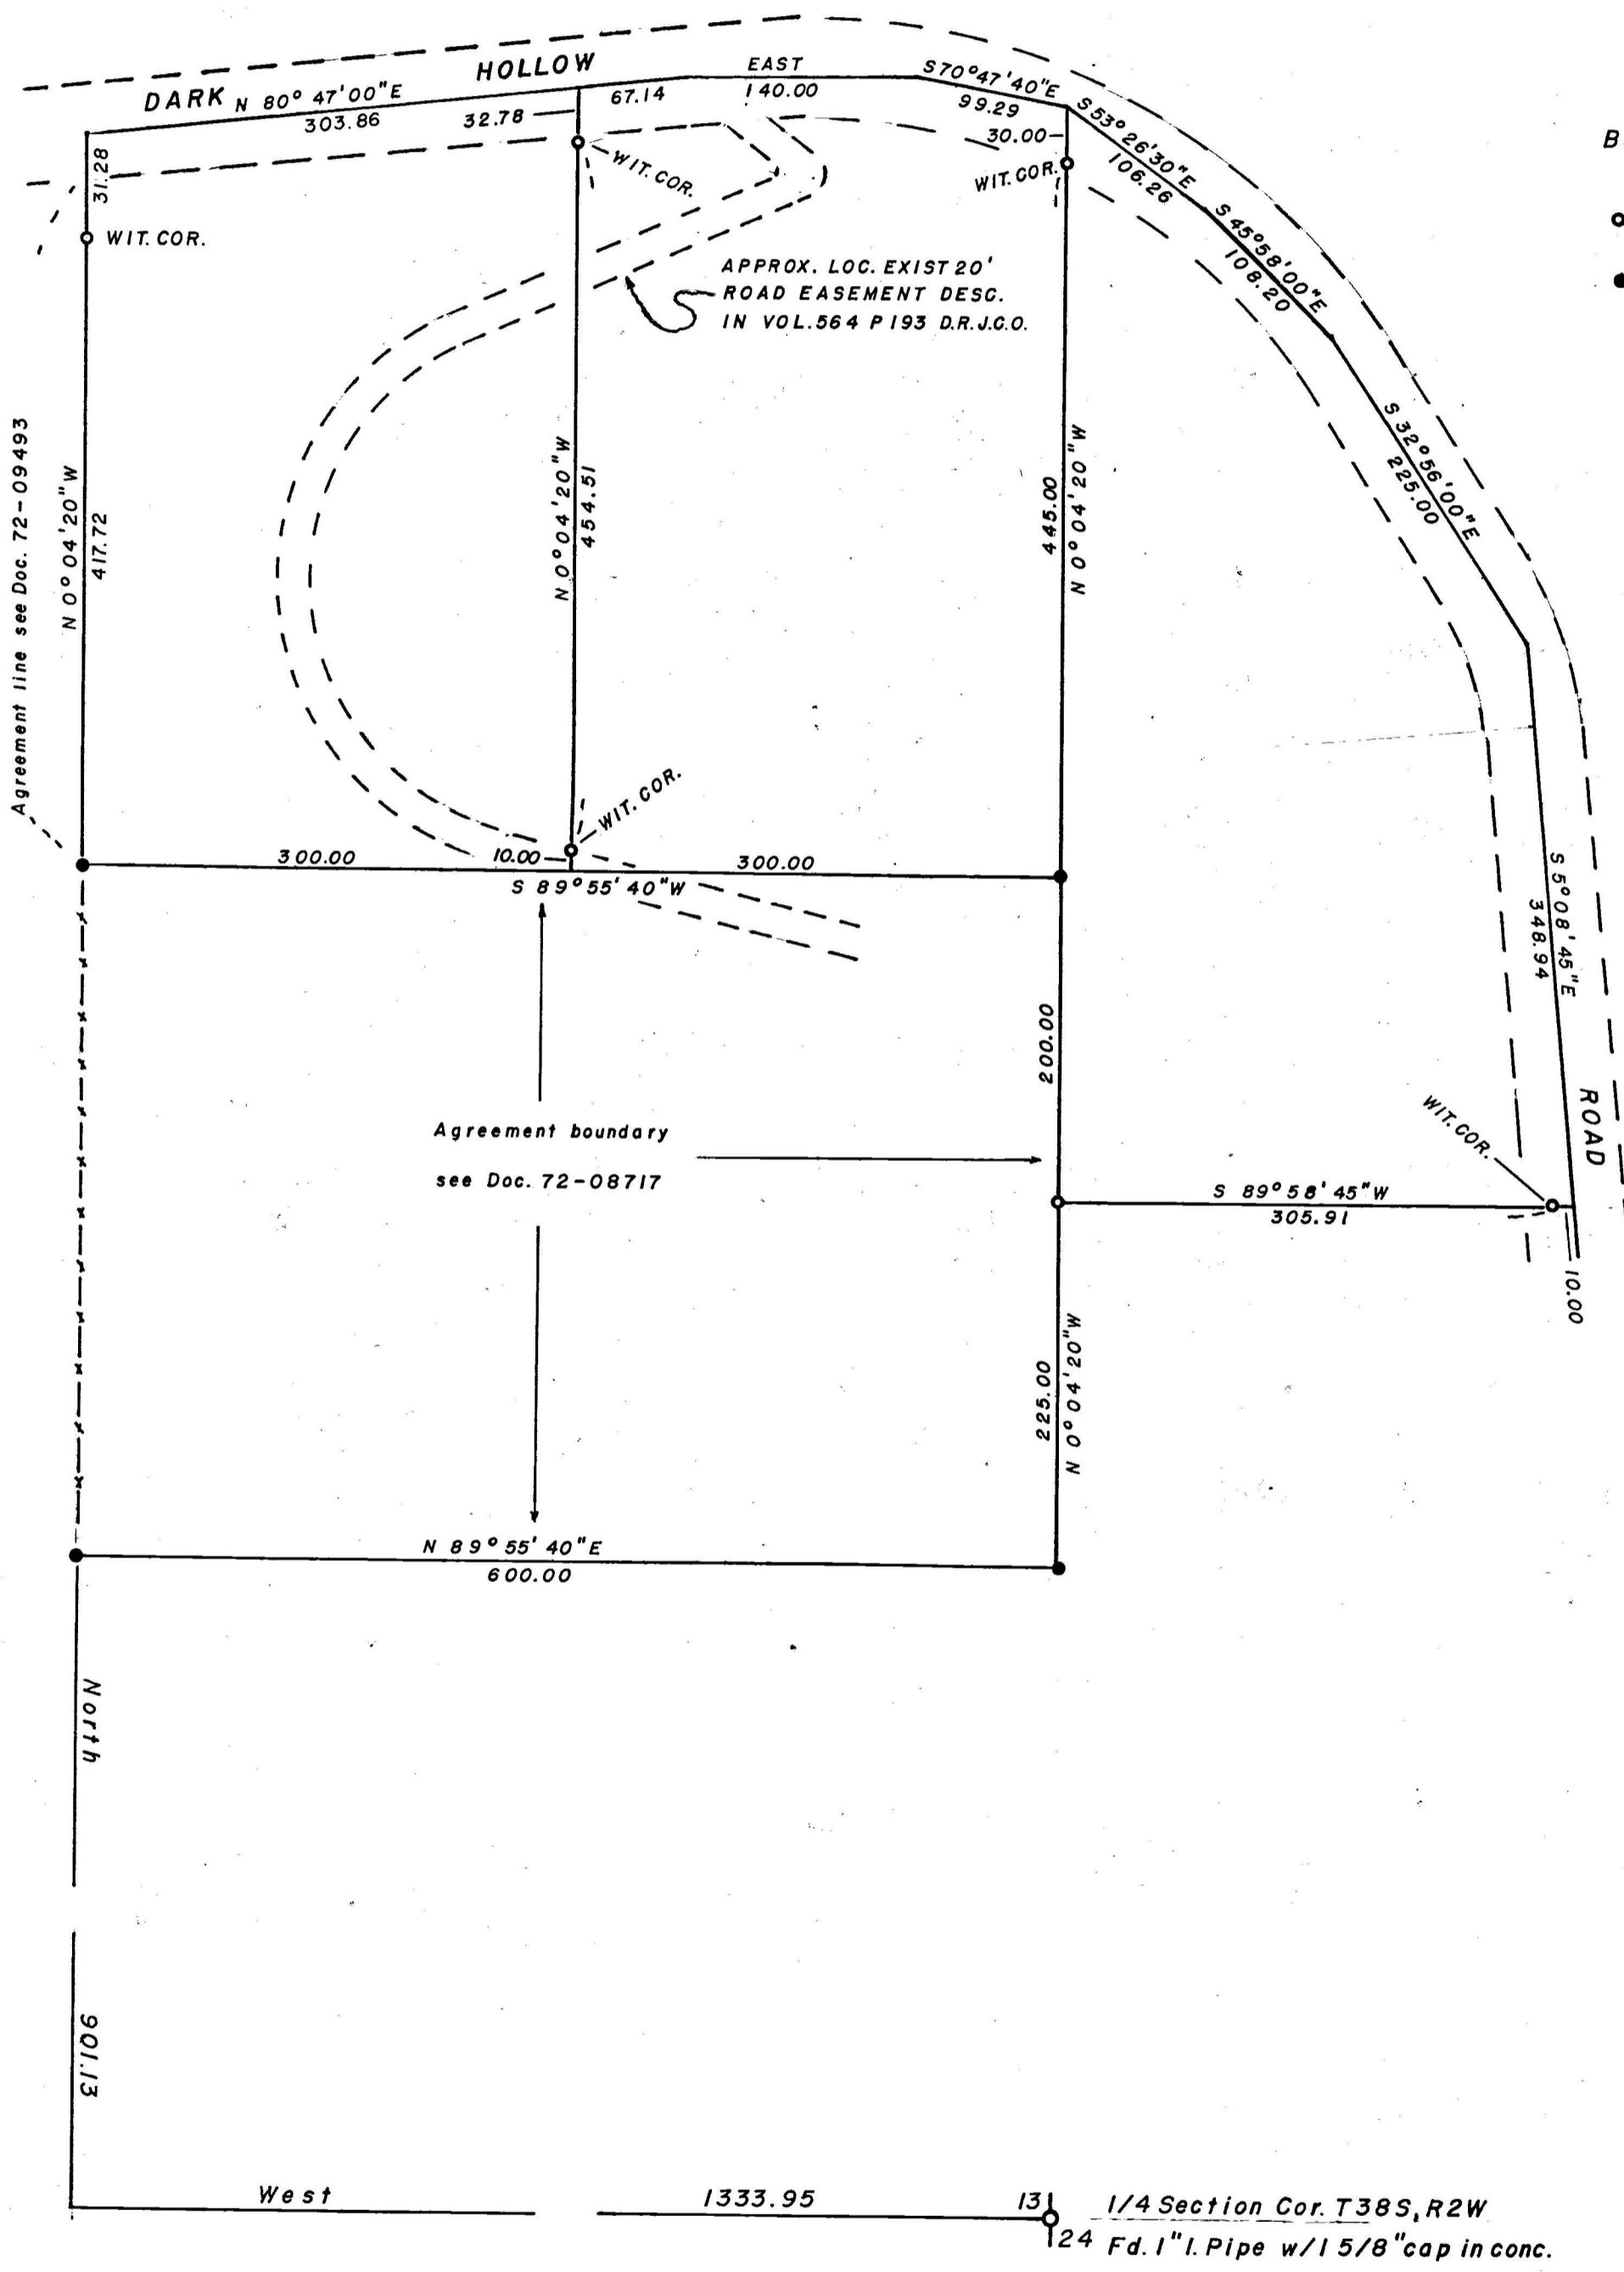 HOLLOW
EAST
S70°47'40"E
DARK
N 80° 47'00"E
303.86
32.78
67.14
140.00
99.29
30.00
S 53°26'30"E
106.26
B
31.28
WIT. COR.
WIT. COR.
WIT. COR.
S 45°58'00"E
108.20
APPROX. LOC. EXIST 20'
ROAD EASEMENT DESC.
IN VOL.564 P193 D.R.J.C.O.
Agreement line see Doc. 72-09493
N 0°04'20"W
417.72
N 0°04'20"W
454.51
445.00
N 0°04'20"W
S 32°56'00"E
225.00
WIT. COR.
300.00
10.00
300.00
S 89°55'40"W
S 5°08'45"E
348.94
200.00
ROAD
WIT. COR.
Agreement boundary
see Doc. 72-08717
S 89°58'45"W
305.91
10.00
225.00
N 0°04'20"W
N 89°55'40"E
600.00
North
901.13
West
1333.95
13
24
1/4 Section Cor. T38S, R2W
Fd. 1" I. Pipe w/1 5/8" cap in conc.